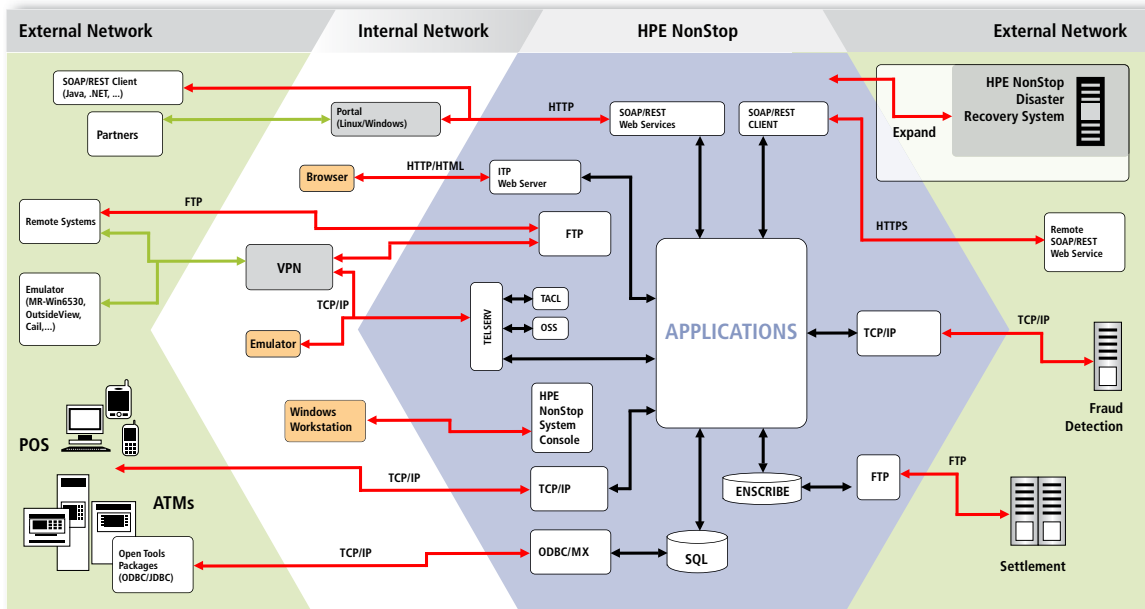 External Network
Internal Network
HPE NonStop
External Network
SOAP/REST Client
(Java, .NET, ...)
Partners
Portal
(Linux/Windows)
HTTP
SOAP/REST
Web Services
SOAP/REST
CLIENT
Expand
HPE NonStop
Disaster
Recovery System
Browser
HTTP/HTML
ITP
Web Server
Remote Systems
FTP
FTP
HTTPS
Remote
SOAP/REST
Web Service
VPN
Emulator
(MR-Win6530,
OutsideView,
Cail,...)
TCP/IP
Emulator
TELSERV
TACL
OSS
APPLICATIONS
TCP/IP
TCP/IP
Fraud
Detection
Windows
Workstation
HPE
NonStop
System
Console
POS
ATMs
TCP/IP
TCP/IP
ENSCRIBE
FTP
FTP
Settlement
Open Tools
Packages
(ODBC/JDBC)
TCP/IP
ODBC/MX
SQL